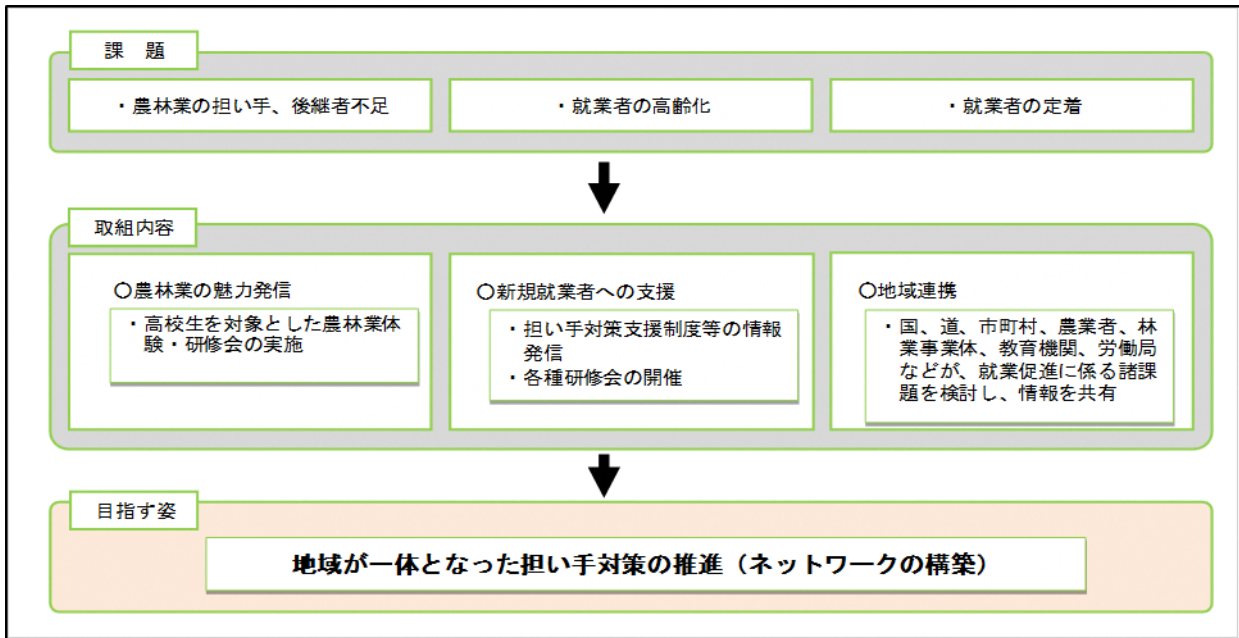 課　題
・農林業の担い手、後継者不足
・就業者の高齢化
・就業者の定着
取組内容
〇農林業の魅力発信
・高校生を対象とした農林業体
験・研修会の実施
〇新規就業者への支援
・担い手対策支援制度等の情報
発信
・各種研修会の開催
〇地域連携
・国、道、市町村、農業者、林
業事業体、教育機関、労働局
などが、就業促進に係る諸課
題を検討し、情報を共有
目指す姿
地域が一体となった担い手対策の推進（ネットワークの構築）